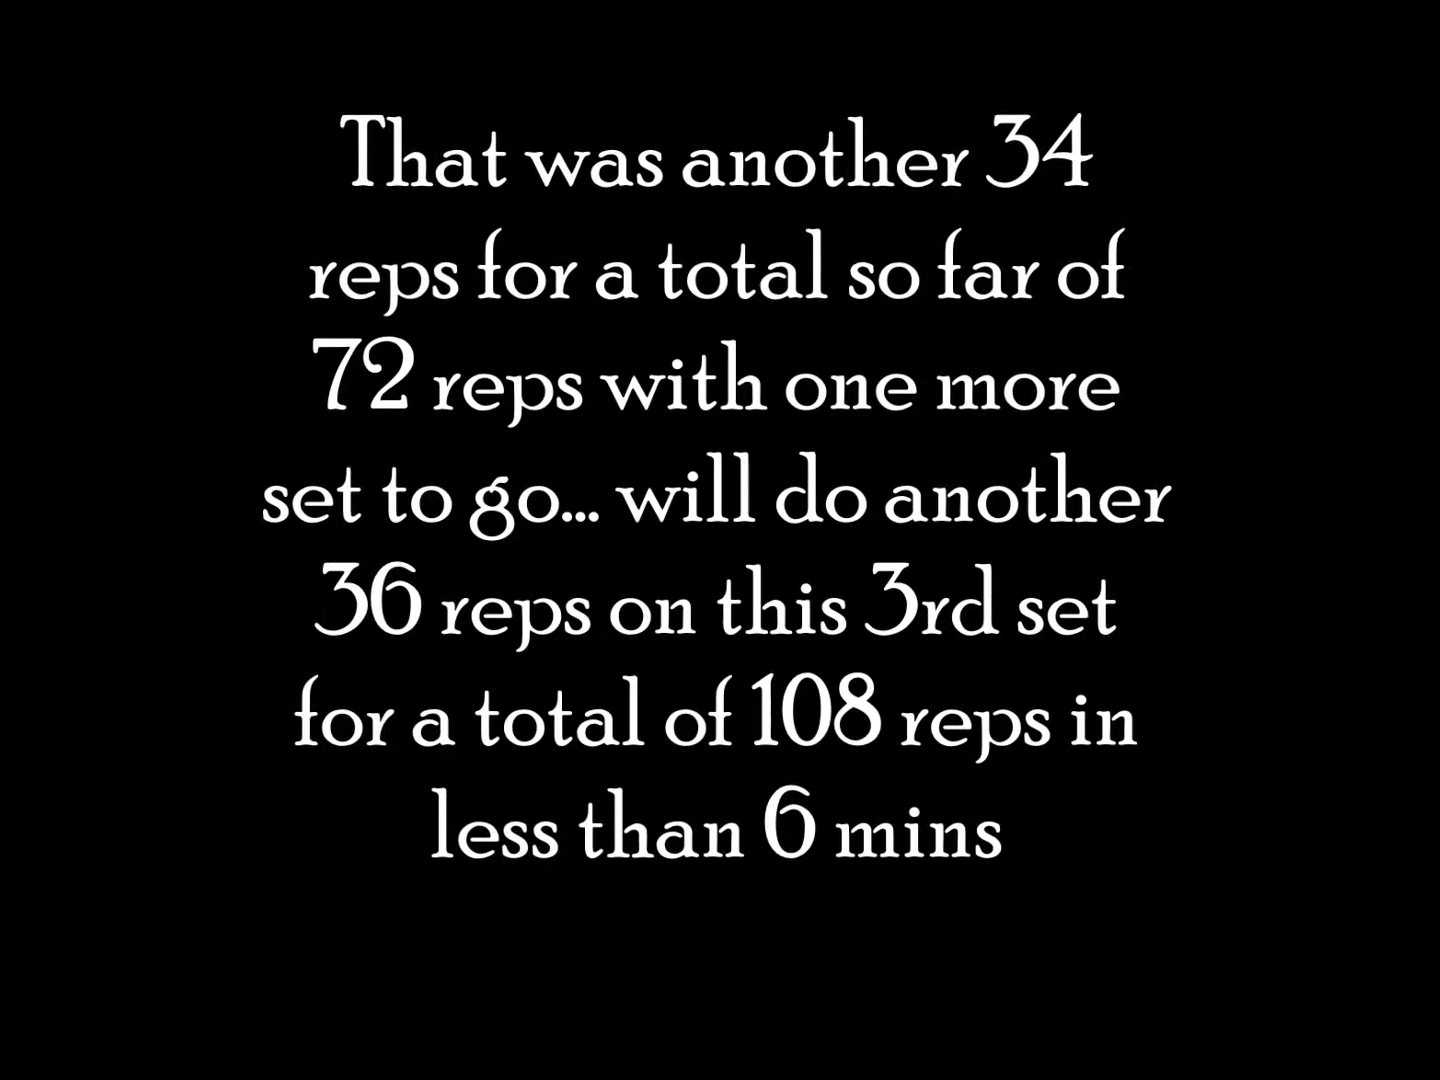 That was another 34
reps for a total so far of
72 reps with one more
set to go... will do another
36 reps on this 3rd set
for a total of 108 reps in
less than 6 mins